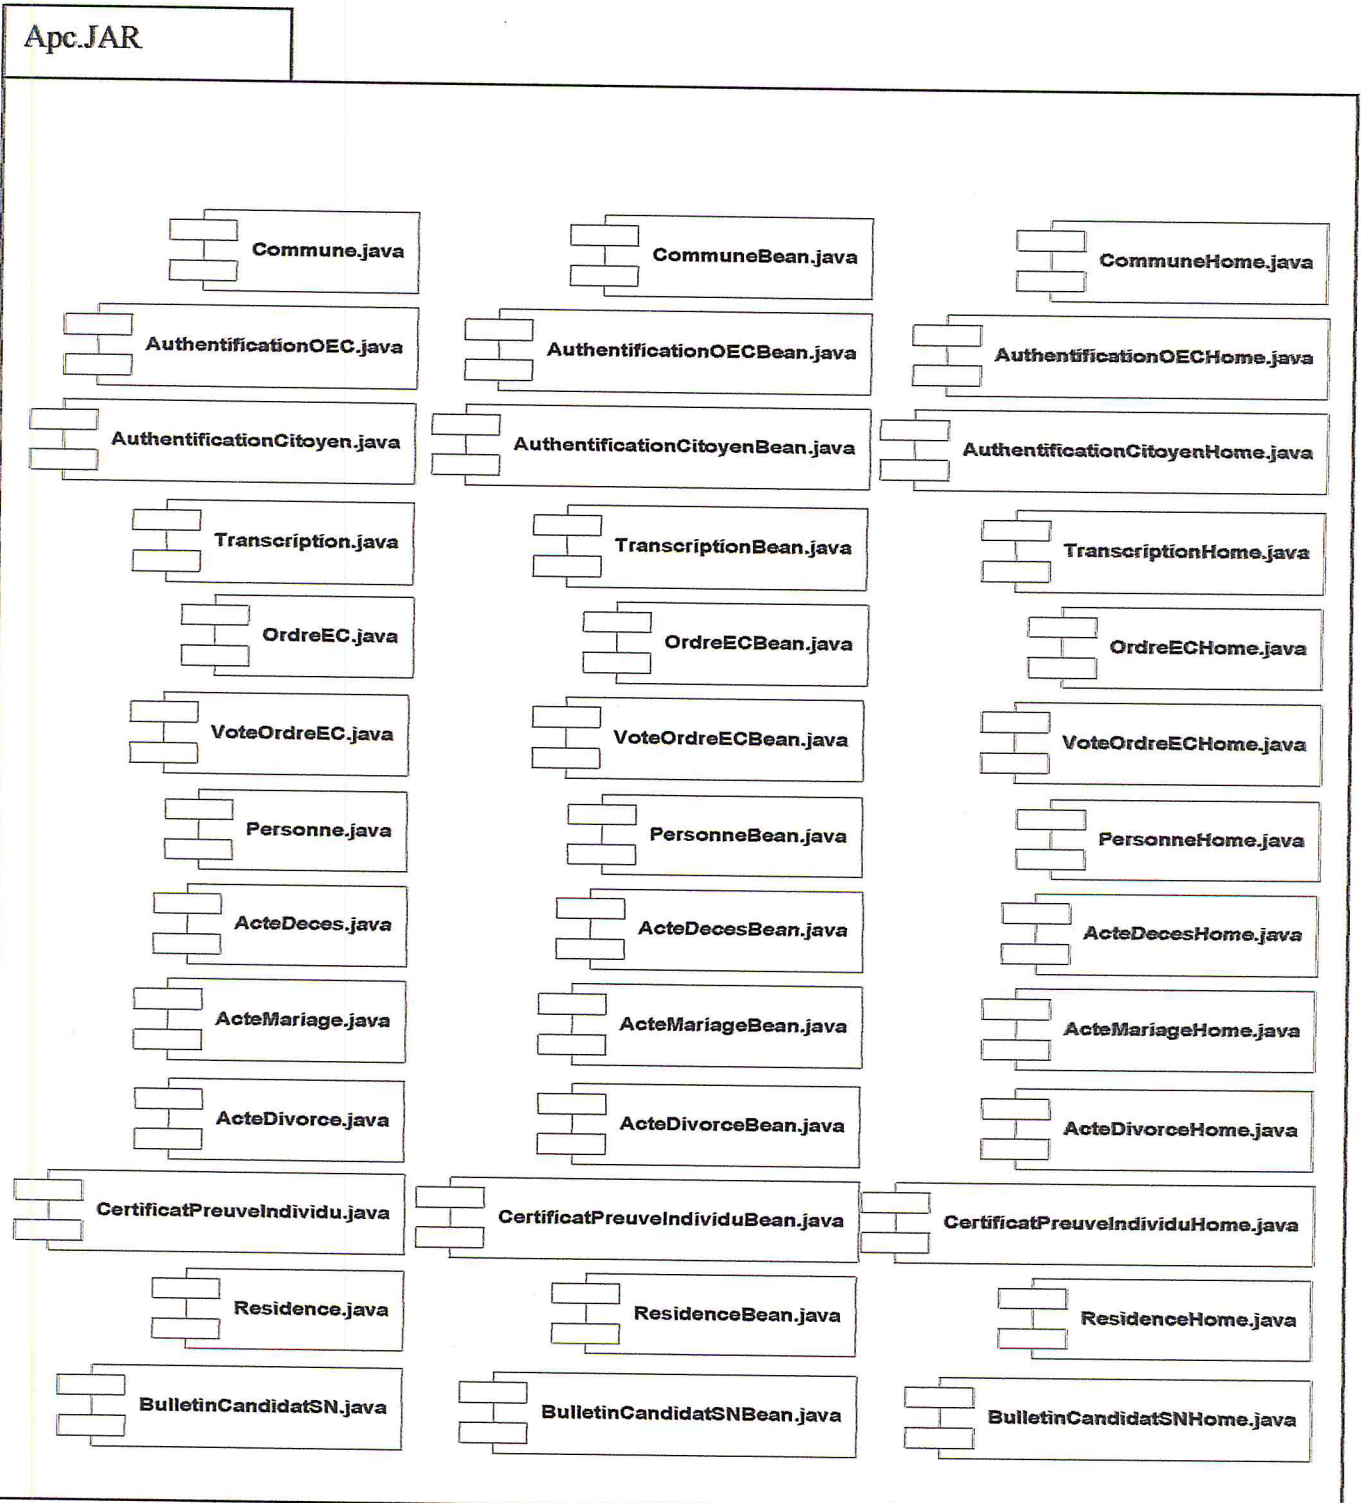 Apc.JAR
Commune.java CommuneBean.java CommuneHome.java
AuthentificationOEC.java AuthentificationOECBean.java AuthentificationOECHome.java
AuthentificationCitoyen.java AuthentificationCitoyenBean.java AuthentificationCitoyenHome.java
Transcription.java TranscriptionBean.java TranscriptionHome.java
OrdreEC.java OrdreECBean.java OrdreECHome.java
VoteOrdreEC.java VoteOrdreECBean.java VoteOrdreECHome.java
Personne.java PersonneBean.java PersonneHome.java
ActeDeces.java ActeDecesBean.java ActeDecesHome.java
ActeMariage.java ActeMariageBean.java ActeMariageHome.java
ActeDivorce.java ActeDivorceBean.java ActeDivorceHome.java
CertificatPreuveIndividu.java CertificatPreuveIndividuBean.java CertificatPreuveIndividuHome.java
Residence.java ResidenceBean.java ResidenceHome.java
BulletinCandidatSN.java BulletinCandidatSNBean.java BulletinCandidatSNHome.java